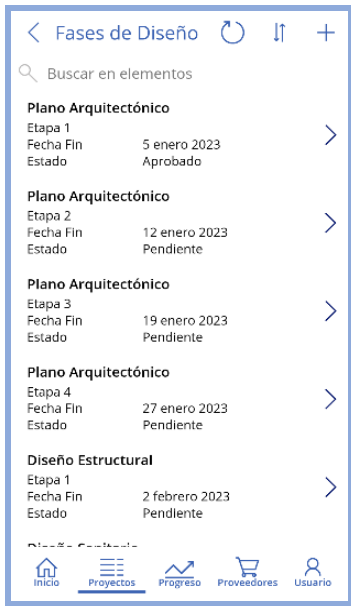 Fases de Diseño
Buscar en elementos
Plano Arquitectónico
Etapa 1
Fecha Fin 5 enero 2023
Estado Aprobado
Plano Arquitectónico
Etapa 2
Fecha Fin 12 enero 2023
Estado Pendiente
Plano Arquitectónico
Etapa 3
Fecha Fin 19 enero 2023
Estado Pendiente
Plano Arquitectónico
Etapa 4
Fecha Fin 27 enero 2023
Estado Pendiente
Diseño Estructural
Etapa 1
Fecha Fin 2 febrero 2023
Estado Pendiente
Diseño Sanitario
Inicio Proyectos Progreso Proveedores Usuario